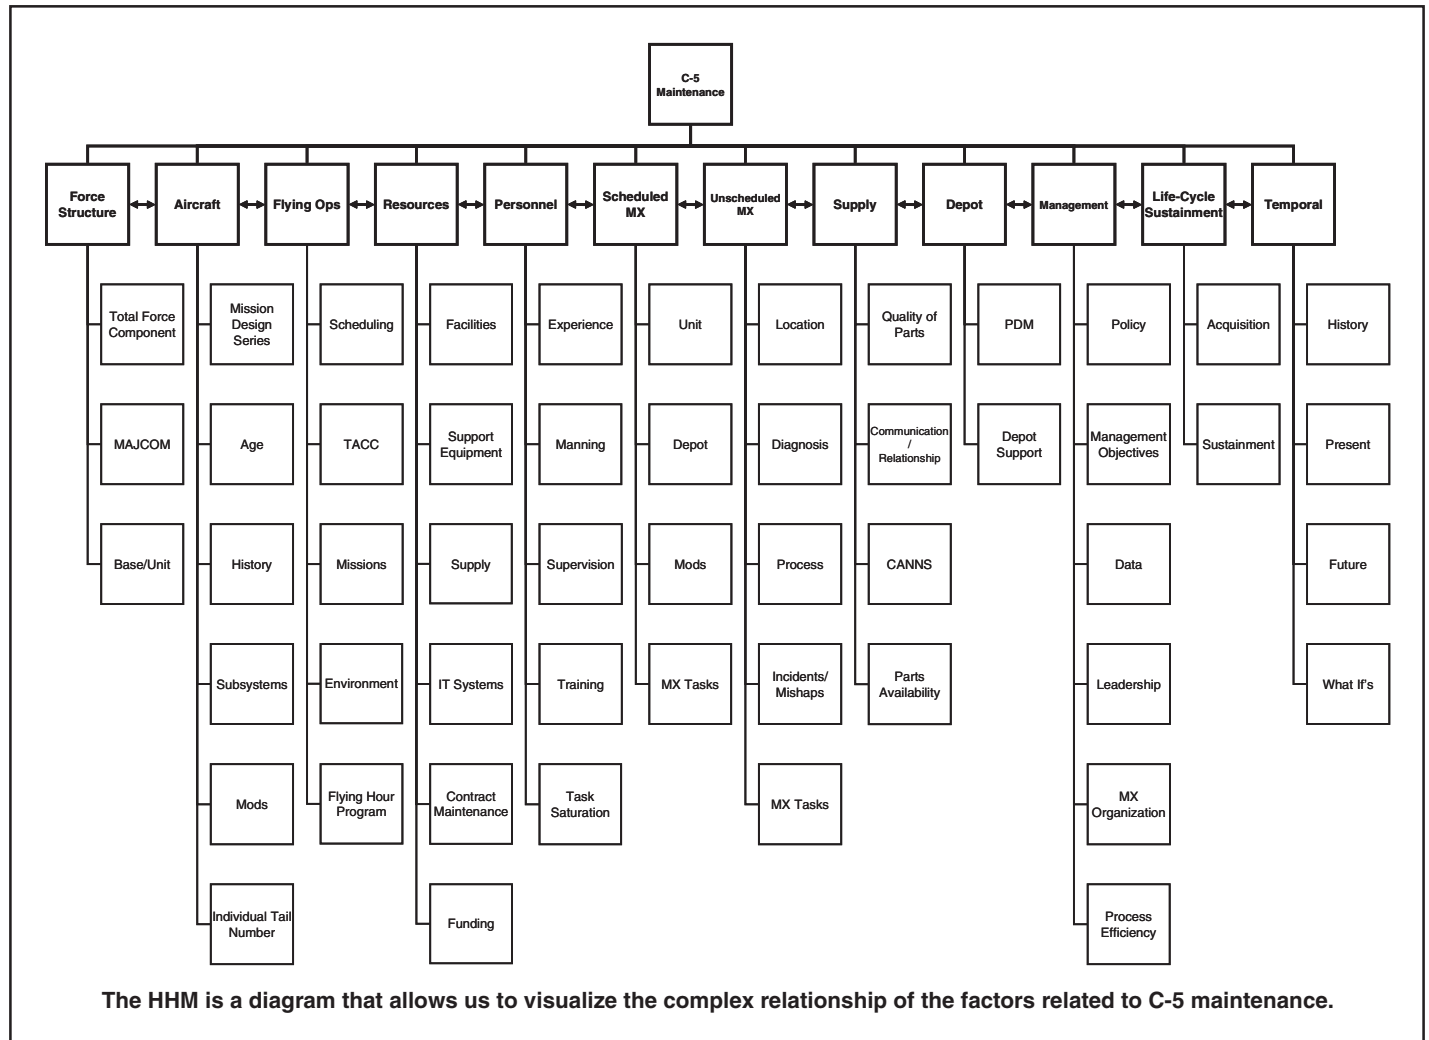 C-5
Maintenance
Force
Structure
Aircraft
Flying Ops
Resources
Personnel
Scheduled
MX
Unscheduled
MX
Supply
Depot
Management
Life-Cycle
Sustainment
Temporal
Total Force
Component
Mission
Design
Series
Scheduling
Facilities
Experience
Unit
Location
Quality of
Parts
PDM
Policy
Acquisition
History
MAJCOM
Age
TACC
Support
Equipment
Manning
Depot
Diagnosis
Communication
/
Relationship
Depot
Support
Management
Objectives
Sustainment
Present
Base/Unit
History
Missions
Supply
Supervision
Mods
Process
CANNS
Data
Future
Subsystems
Environment
IT Systems
Training
MX Tasks
Incidents/
Mishaps
Parts
Availability
Leadership
What If's
Mods
Flying Hour
Program
Contract
Maintenance
Task
Saturation
MX Tasks
MX
Organization
Individual Tail
Number
Funding
Process
Efficiency
The HHM is a diagram that allows us to visualize the complex relationship of the factors related to C-5 maintenance.